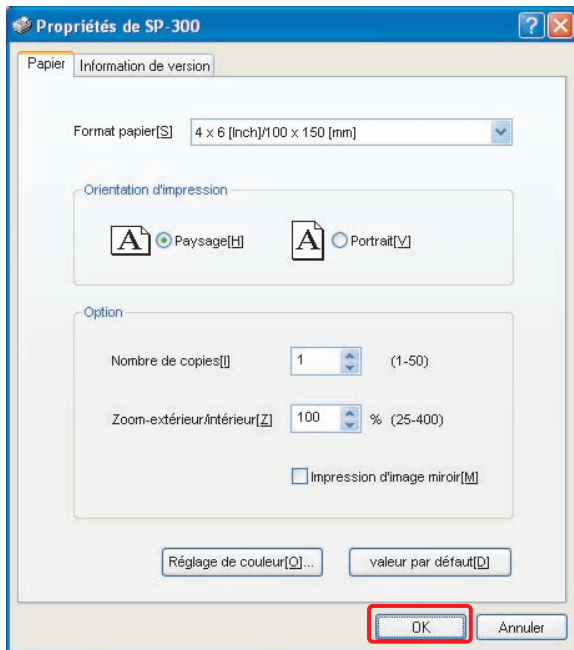 Propriétés de SP-300
Papier Information de version
Format papier[S] 4 x 6 [Inch]/100 x 150 [mm]
Orientation d'impression
A Paysage[H] A Portrait[V]
Option
Nombre de copies[I] 1 (1-50)
Zoom-extérieur/intérieur[Z] 100 % (25-400)
Impression d'image miroir[M]
Réglage de couleur[O]... valeur par défaut[D]
OK Annuler